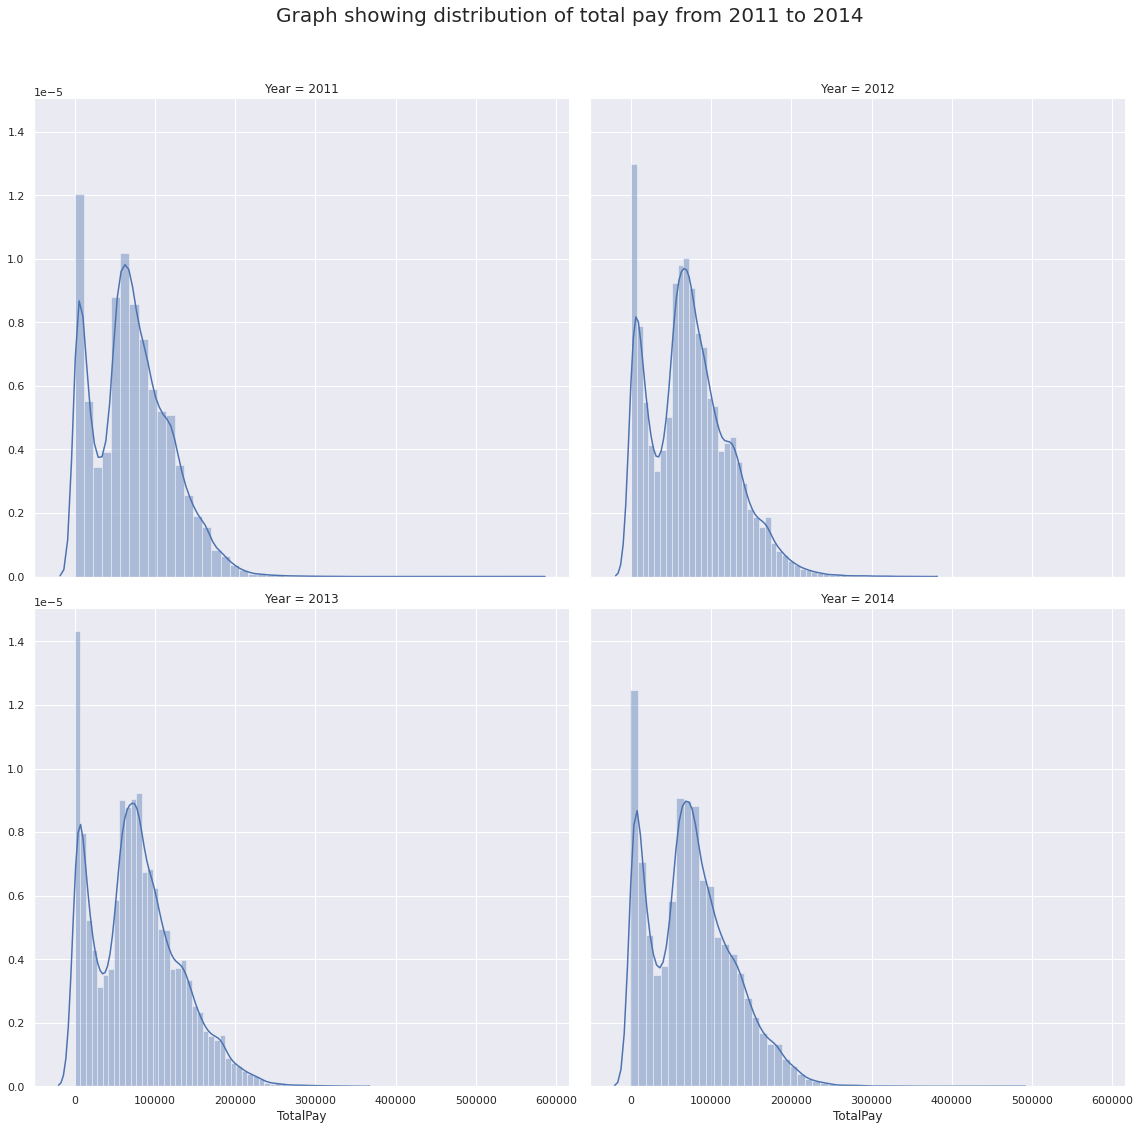 Graph showing distribution of total pay from 2011 to 2014
Year = 2011
Year = 2012
1e−5
1.4
1.2
1.0
0.8
0.6
0.4
0.2
0.0
Year = 2013
Year = 2014
1e−5
1.4
1.2
1.0
0.8
0.6
0.4
0.2
0.0
0 100000 200000 300000 400000 500000 600000
0 100000 200000 300000 400000 500000 600000
TotalPay
TotalPay